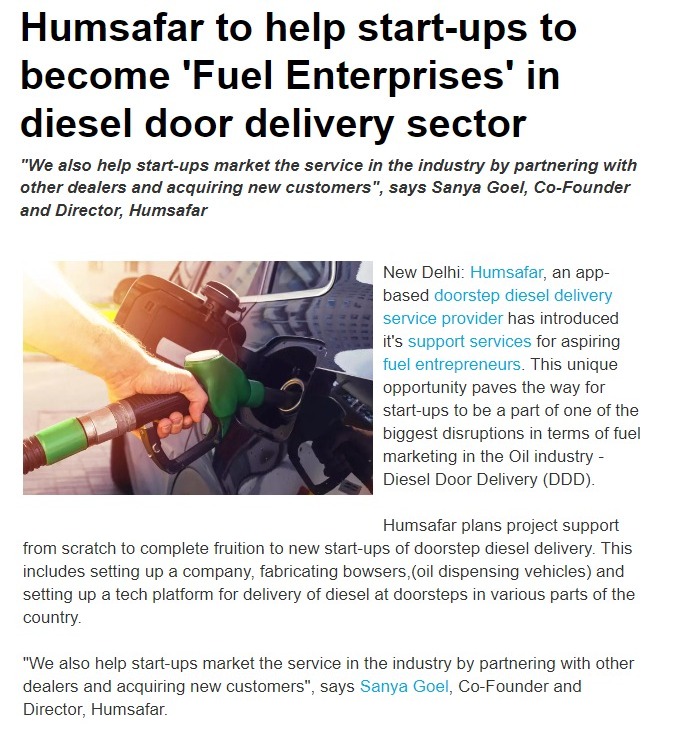 Humsafar to help start-ups to
become 'Fuel Enterprises' in
diesel door delivery sector
"We also help start-ups market the service in the industry by partnering with
other dealers and acquiring new customers", says Sanya Goel, Co-Founder
and Director, Humsafar
New Delhi: Humsafar, an app-
based doorstep diesel delivery
service provider has introduced
it's support services for aspiring
fuel entrepreneurs. This unique
opportunity paves the way for
start-ups to be a part of one of the
biggest disruptions in terms of fuel
marketing in the Oil industry -
Diesel Door Delivery (DDD).
Humsafar plans project support
from scratch to complete fruition to new start-ups of doorstep diesel delivery. This
includes setting up a company, fabricating bowsers,(oil dispensing vehicles) and
setting up a tech platform for delivery of diesel at doorsteps in various parts of the
country.
"We also help start-ups market the service in the industry by partnering with other
dealers and acquiring new customers", says Sanya Goel, Co-Founder and
Director, Humsafar.